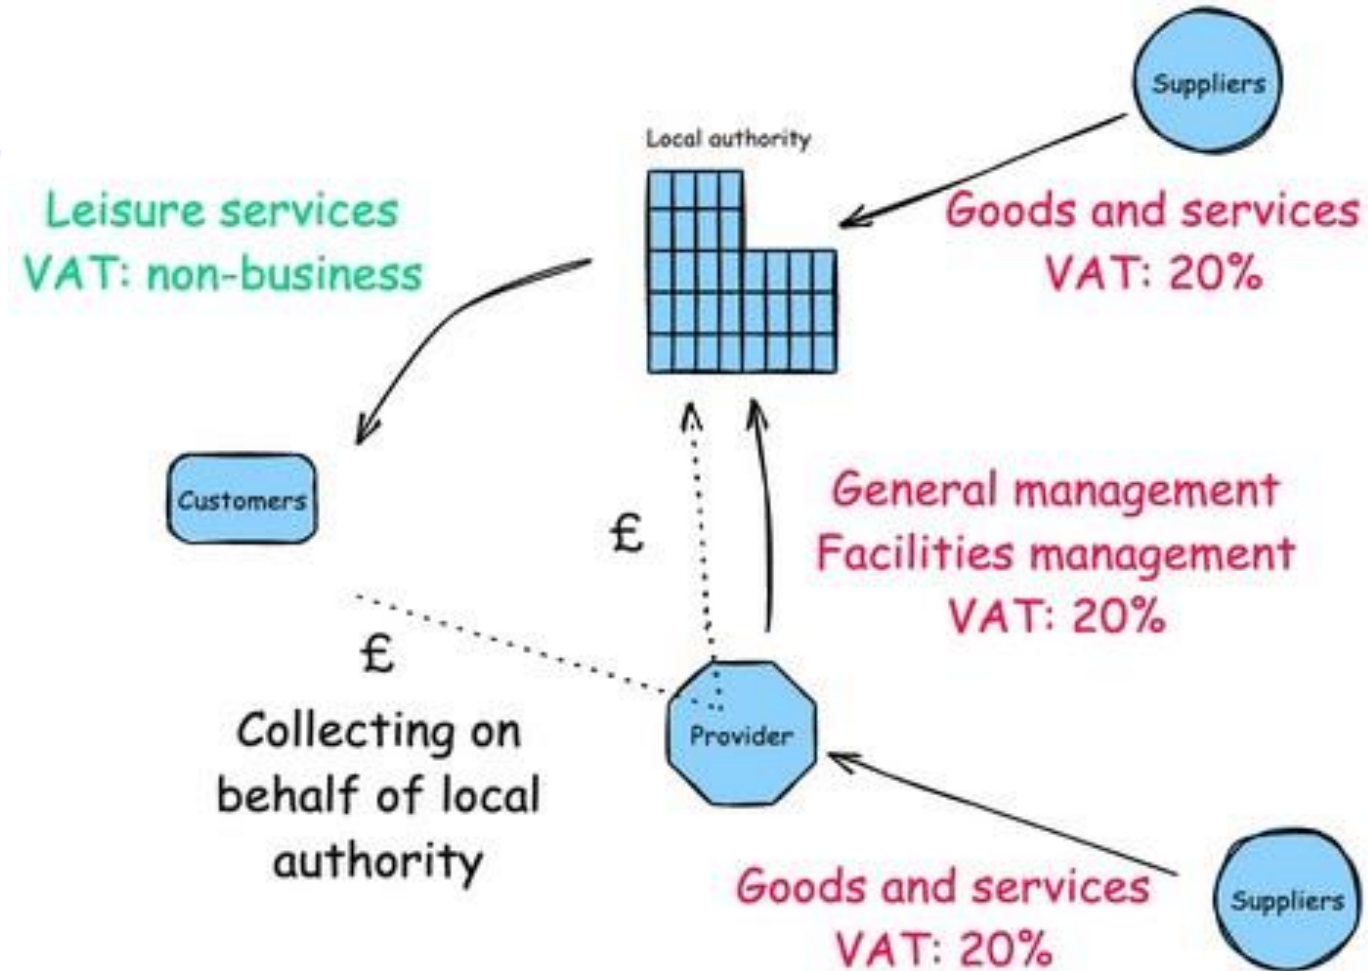 Suppliers
Local authority
Leisure services
VAT: non-business
Goods and services
VAT: 20%
Customers
£
General management
Facilities management
VAT: 20%
£
Collecting on
behalf of local
authority
Provider
Goods and services
VAT: 20%
Suppliers